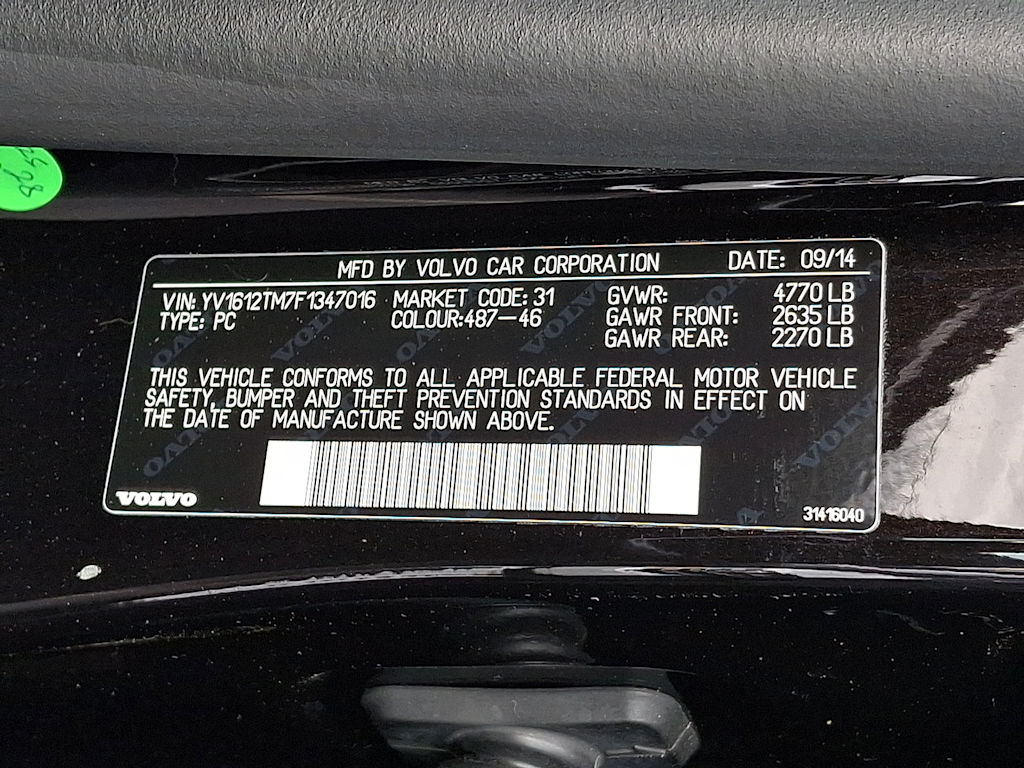 MFD BY VOLVO CAR CORPORATION DATE: 09/14
VIN: YV1612TM7F1347016 MARKET CODE: 31 GVWR: 4770 LB
TYPE: PC COLOUR:487-46 GAWR FRONT: 2635 LB
GAWR REAR: 2270 LB
THIS VEHICLE CONFORMS TO ALL APPLICABLE FEDERAL MOTOR VEHICLE
SAFETY, BUMPER AND THEFT PREVENTION STANDARDS IN EFFECT ON
THE DATE OF MANUFACTURE SHOWN ABOVE.
VOLVO
31416040